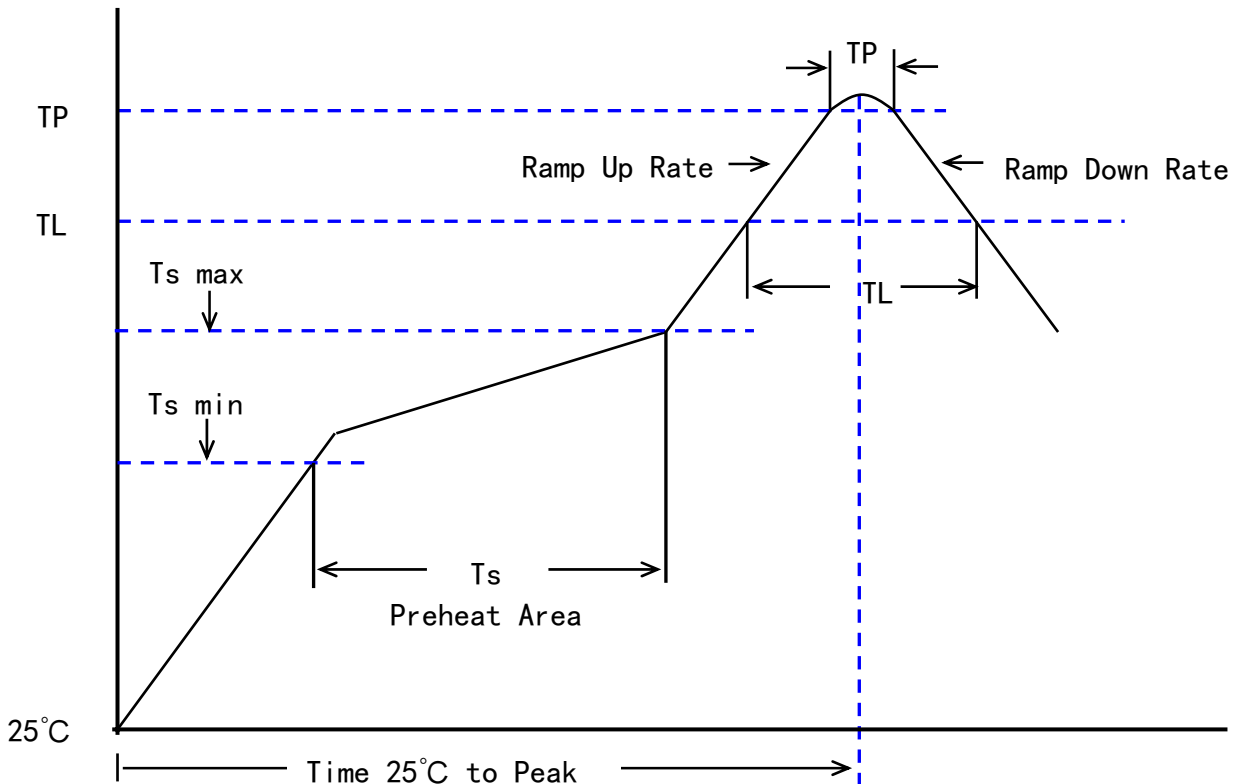 TP
TP
Ramp Up Rate
Ramp Down Rate
TL
Ts max
TL
Ts min
Ts
Preheat Area
25℃
Time 25℃ to Peak